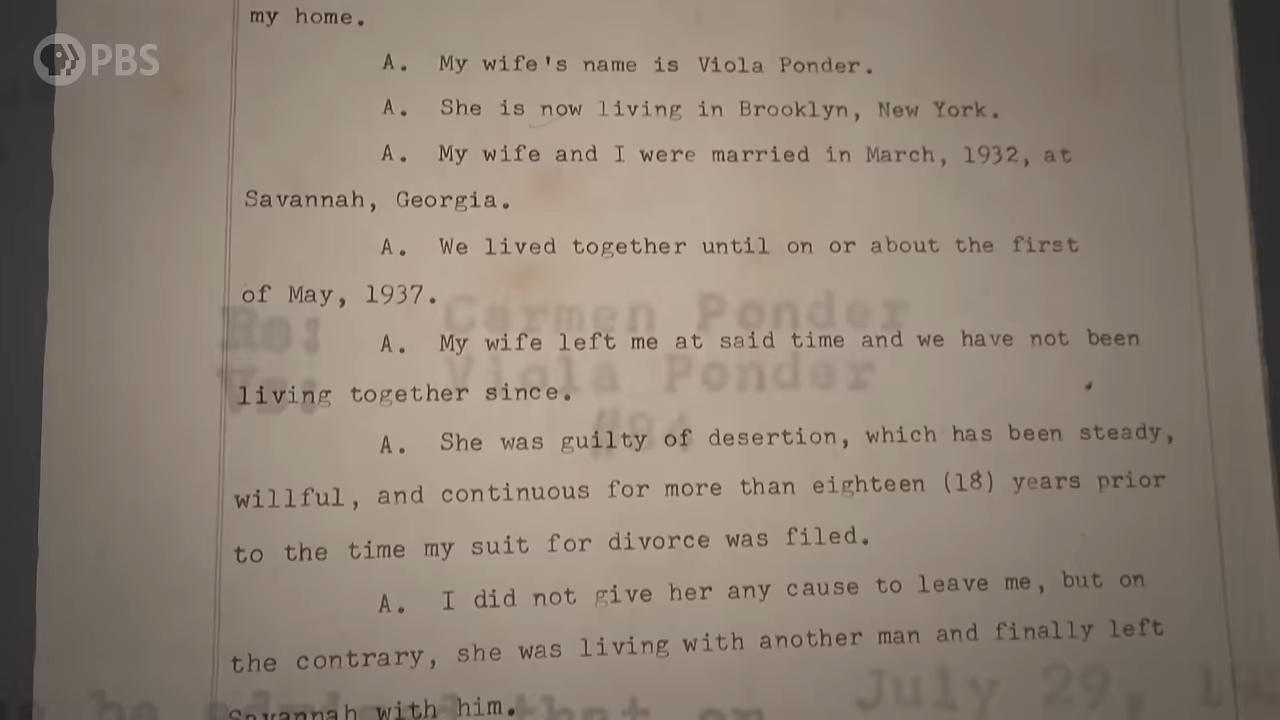 PBS
my home.
A. My wife's name is Viola Ponder.
A. She is now living in Brooklyn, New York.
A. My wife and I were married in March, 1932, at
Savannah, Georgia.
A. We lived together until on or about the first
of May, 1937.
Re: Carmen Ponder
A. My wife left me at said time and we have not been
Vs: Viola Ponder
living together since.
A. She was guilty of desertion, which has been steady,
willful, and continuous for more than eighteen (18) years prior
to the time my suit for divorce was filed.
A. I did not give her any cause to leave me, but on
the contrary, she was living with another man and finally left
July 29,
Savannah with him.